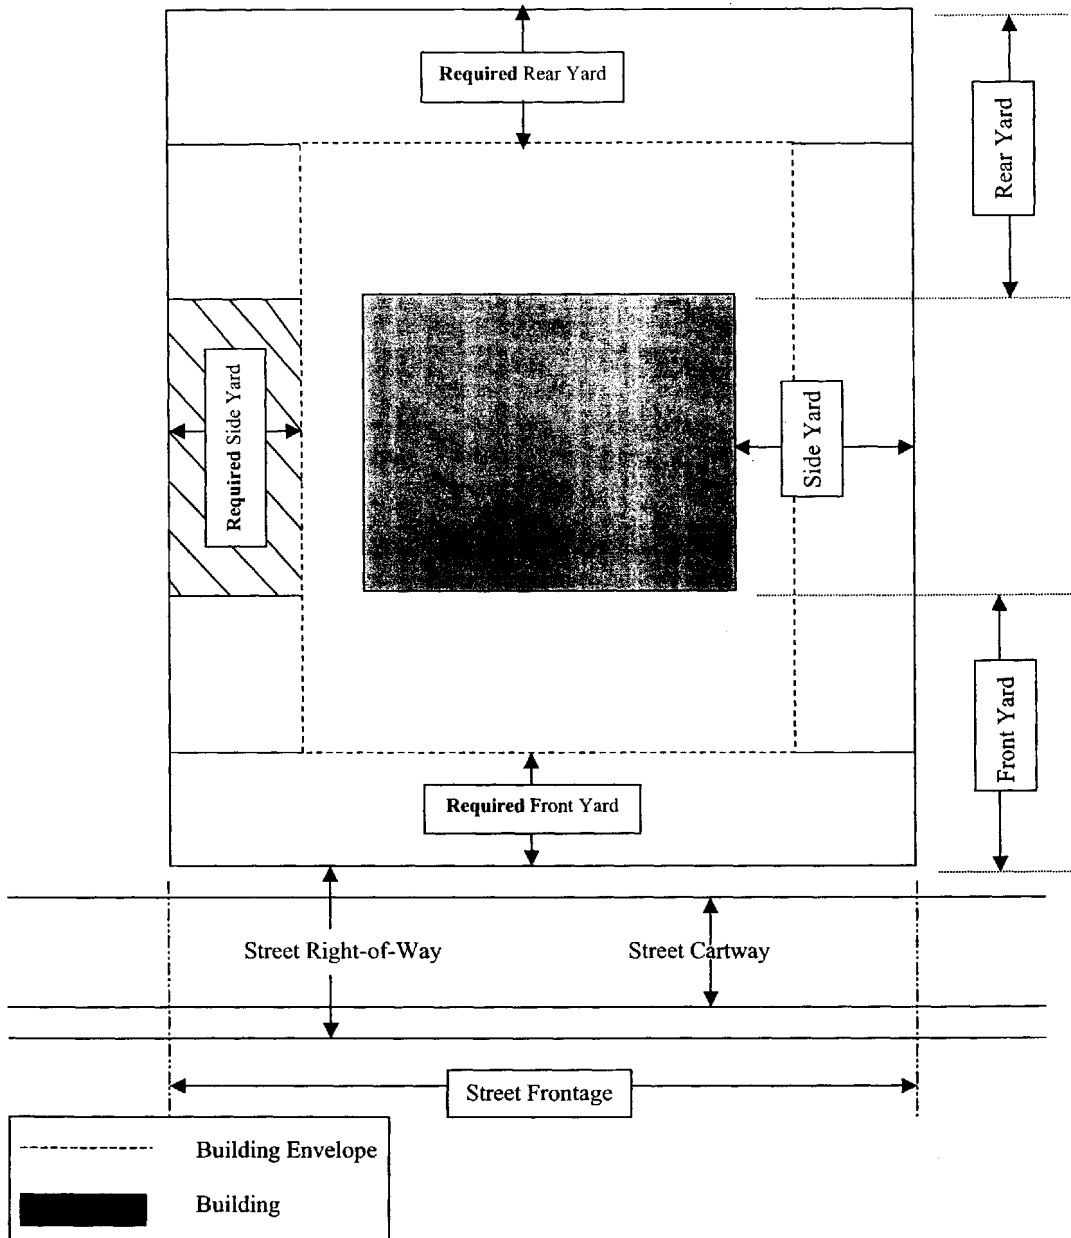 Required Rear Yard
Rear Yard
Required Side Yard
Side Yard
Front Yard
Required Front Yard
Street Right-of-Way
Street Cartway
Street Frontage
Building Envelope
Building